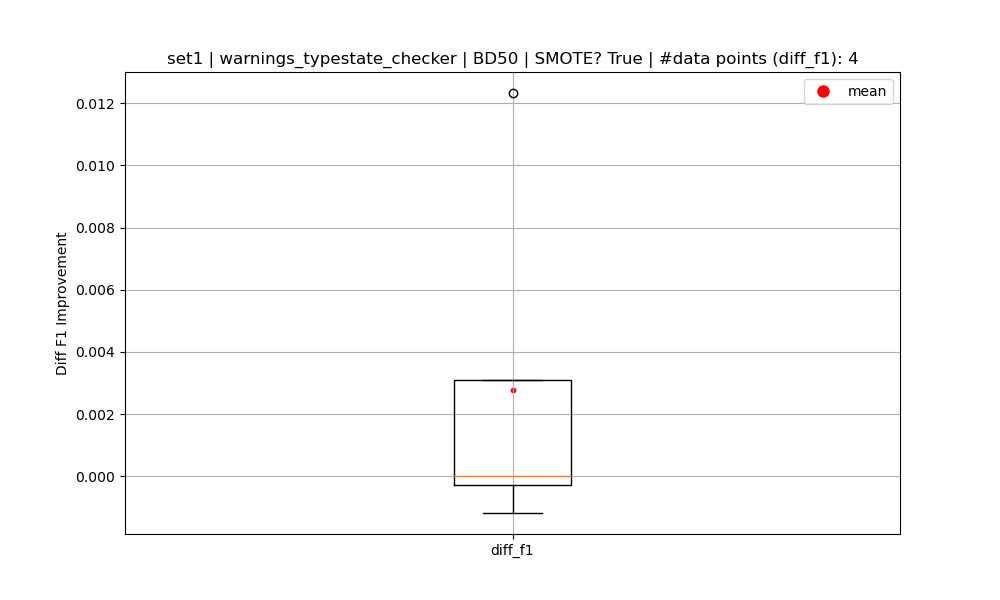 set1 | warnings_typestate_checker | BD50 | SMOTE? True | #data points (diff_f1): 4
mean
0.012
0.010
0.008
0.006
0.004
0.002
0.000
Diff F1 Improvement
diff_f1